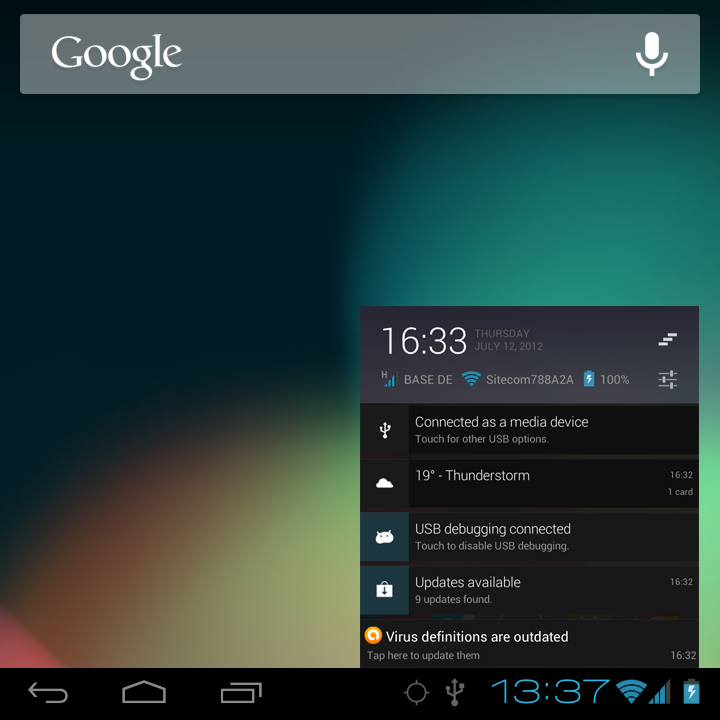 Google
16:33
THURSDAY
JULY 12, 2012
H BASE DE Sitecom788A2A 100%
Connected as a media device
Touch for other USB options.
19° - Thunderstorm 16:32
1 card
USB debugging connected
Touch to disable USB debugging.
Updates available 16:32
9 updates found.
Virus definitions are outdated
Tap here to update them 16:32
13:37